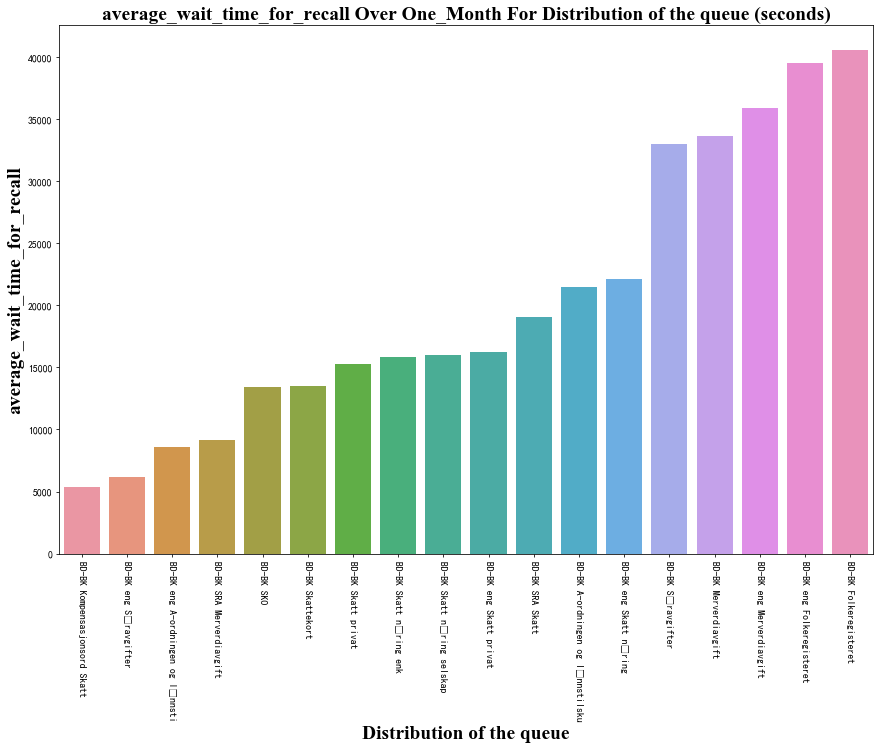 average_wait_time_for_recall Over One_Month For Distribution of the queue (seconds)
average_wait_time_for_recall
40000
35000
30000
25000
20000
15000
10000
5000
0
BD-BK Kompensasjonsord Skatt
BD-BK eng S□ravgifter
BD-BK eng A-ordningen og l□nnsti
BD-BK SRA Merverdiavgift
BD-BK SKO
BD-BK Skattekort
BD-BK Skatt privat
BD-BK Skatt n□ring enk
BD-BK Skatt n□ring selskap
BD-BK eng Skatt privat
BD-BK SRA Skatt
BD-BK A-ordningen og l□nnstilsku
BD-BK eng Skatt n□ring
BD-BK S□ravgifter
BD-BK Merverdiavgift
BD-BK eng Merverdiavgift
BD-BK eng Folkeregisteret
BD-BK Folkeregisteret
Distribution of the queue